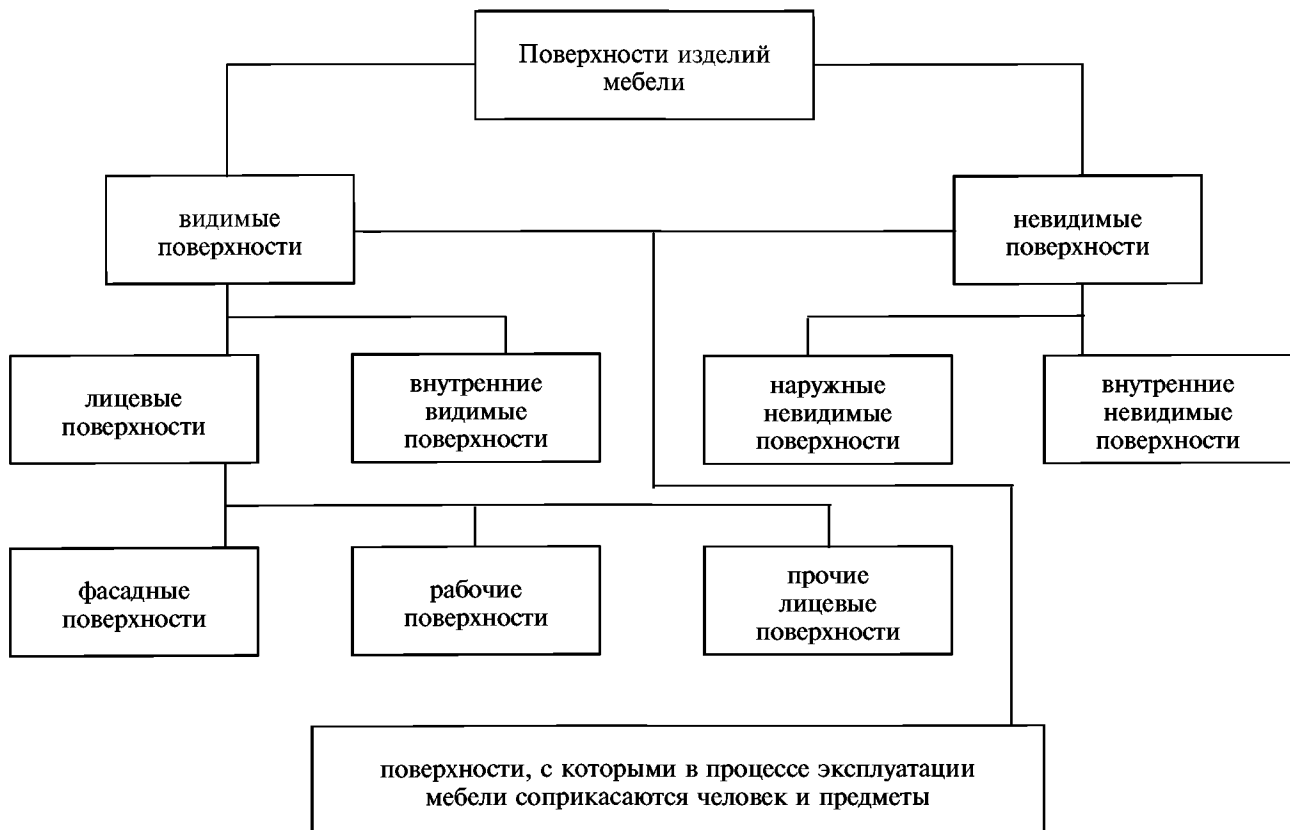 Поверхности изделий
мебели
видимые
поверхности
невидимые
поверхности
лицевые
поверхности
внутренние
видимые
поверхности
наружные
невидимые
поверхности
внутренние
невидимые
поверхности
фасадные
поверхности
рабочие
поверхности
прочие
лицевые
поверхности
поверхности, с которыми в процессе эксплуатации
мебели соприкасаются человек и предметы